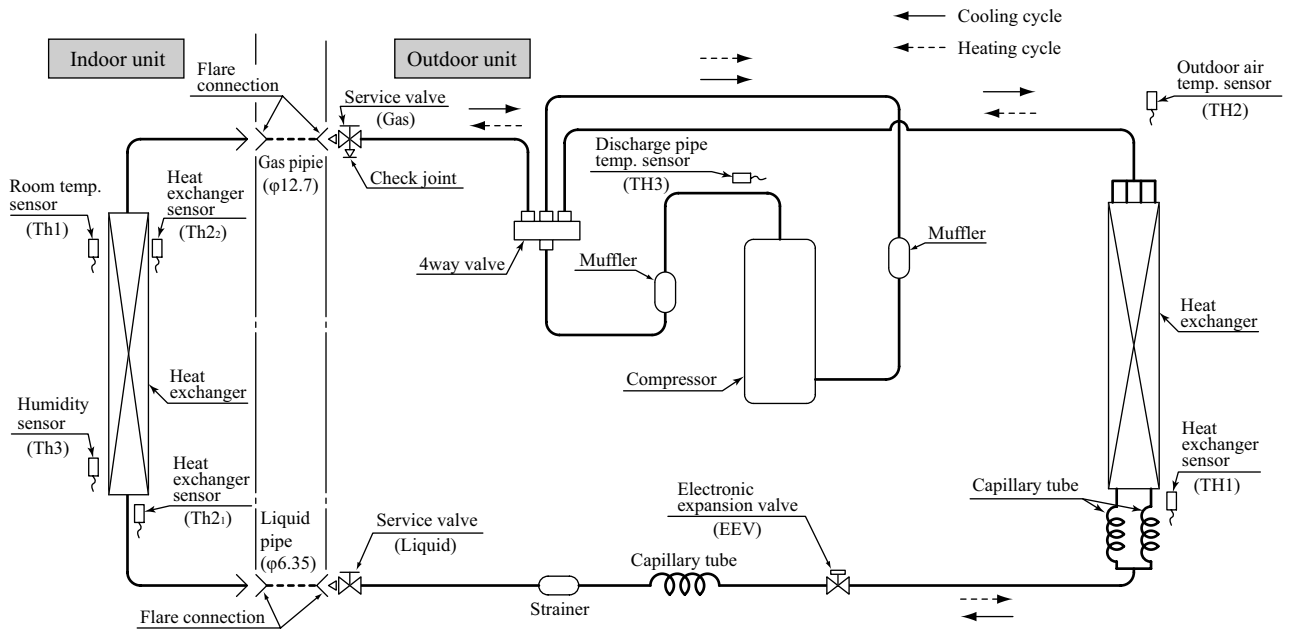 Cooling cycle
Heating cycle
Indoor unit
Outdoor unit
Flare
connection
Service valve
(Gas)
Outdoor air
temp. sensor
(TH2)
Gas pipie
(φ12.7)
Check joint
Discharge pipe
temp. sensor
(TH3)
Room temp.
sensor
(Th1)
Heat
exchanger
sensor
(Th2₂)
4way valve
Muffler
Muffler
Heat
exchanger
Compressor
Heat
exchanger
Humidity
sensor
(Th3)
Heat
exchanger
sensor
(TH1)
Heat
exchanger
sensor
(Th2₁)
Liquid
pipe
(φ6.35)
Service valve
(Liquid)
Electronic
expansion valve
(EEV)
Capillary tube
Capillary tube
Strainer
Flare connection